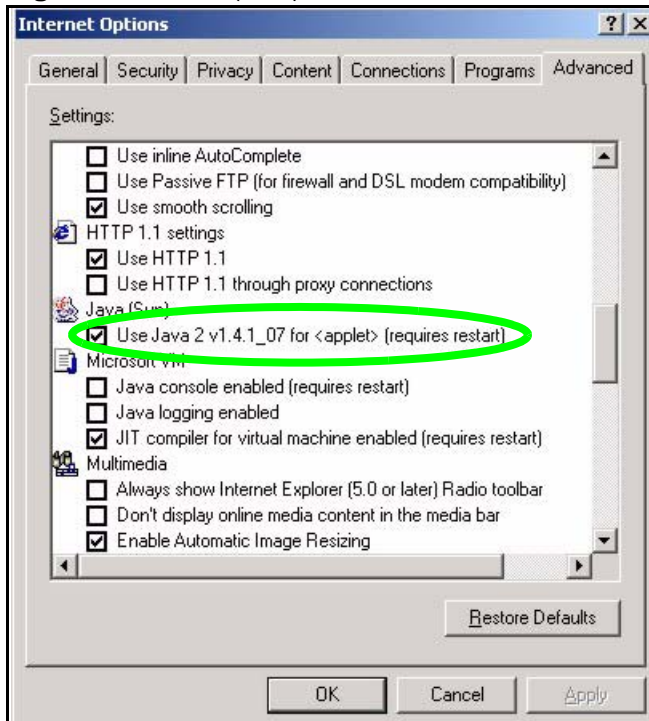 Internet Options
General Security Privacy Content Connections Programs Advanced
Settings:
Use inline AutoComplete
Use Passive FTP (for firewall and DSL modem compatibility)
Use smooth scrolling
HTTP 1.1 settings
Use HTTP 1.1
Use HTTP 1.1 through proxy connections
Java (Sun)
Use Java 2 v1.4.1_07 for <applet> (requires restart)
Microsoft VM
Java console enabled (requires restart)
Java logging enabled
JIT compiler for virtual machine enabled (requires restart)
Multimedia
Always show Internet Explorer (5.0 or later) Radio toolbar
Don't display online media content in the media bar
Enable Automatic Image Resizing
Restore Defaults
OK Cancel Apply